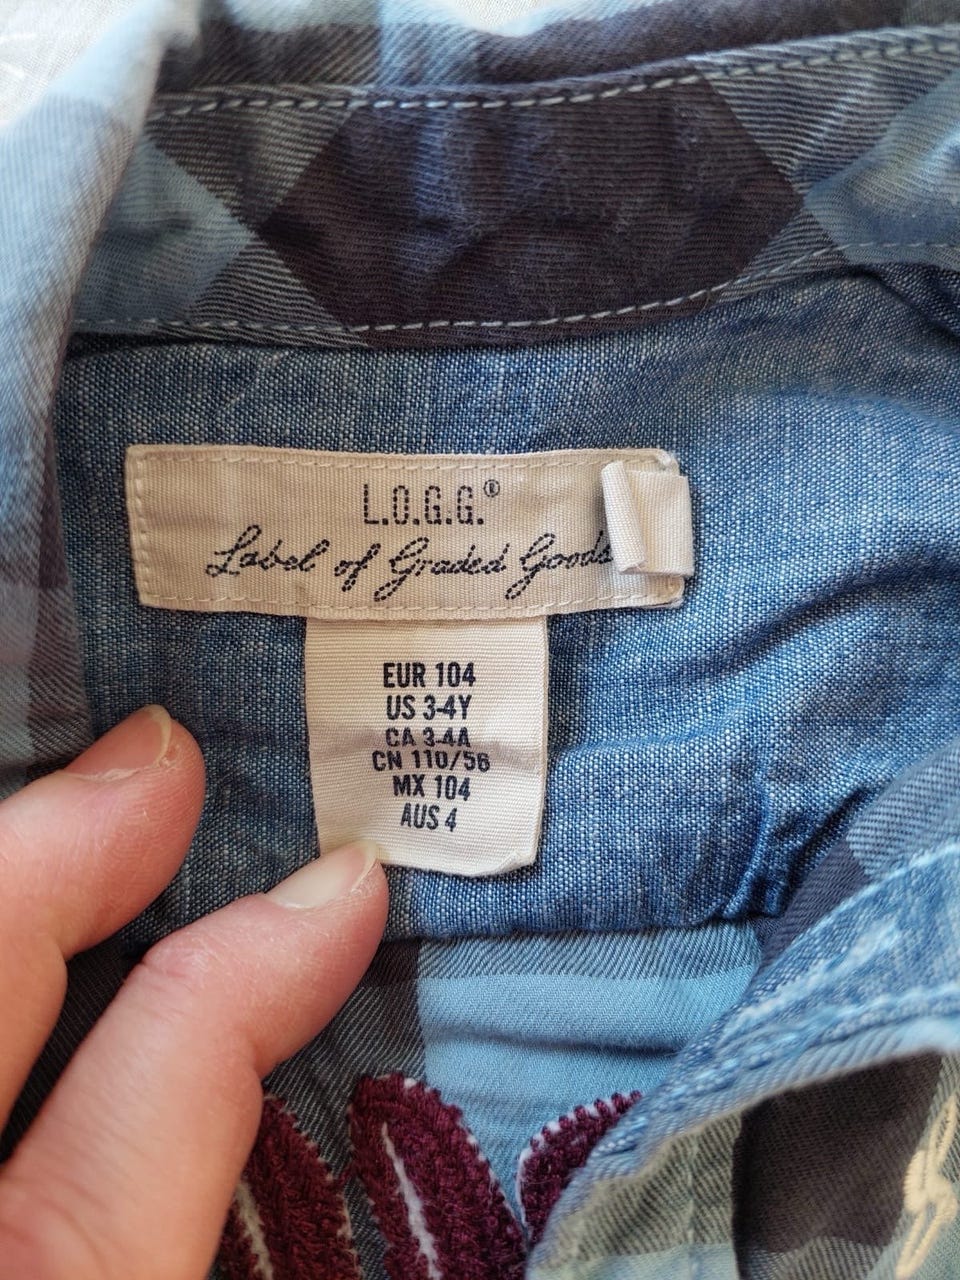 L.O.G.G.®
Label of Graded Goods
EUR 104
US 3-4Y
CA 3-4A
CN 110/56
MX 104
AUS 4